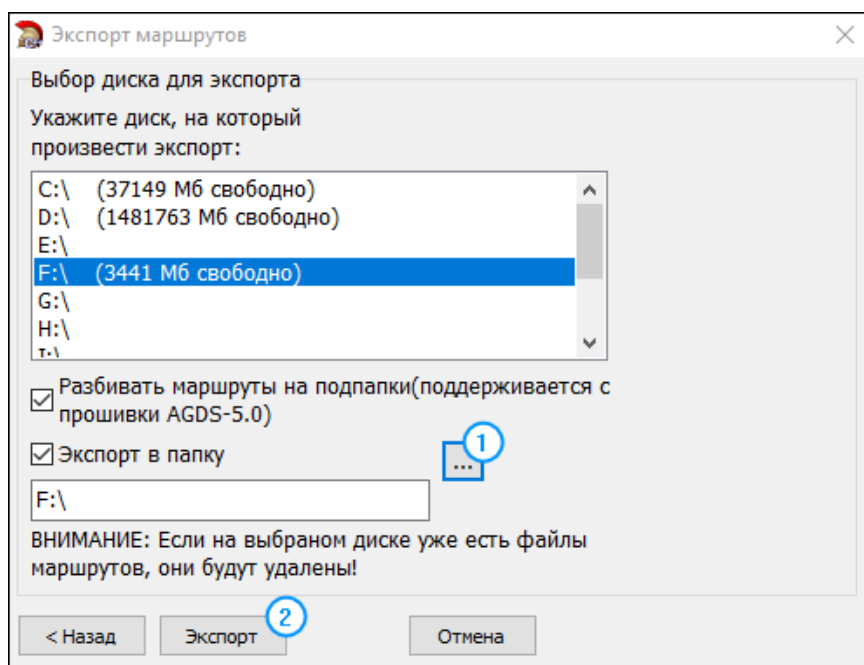 Экспорт маршрутов
Выбор диска для экспорта
Укажите диск, на который
произвести экспорт:
C:\ (37149 Мб свободно)
D:\ (1481763 Мб свободно)
E:\
F:\ (3441 Мб свободно)
G:\
H:\
I:\
Разбивать маршруты на подпапки(поддерживается с
прошивки AGDS-5.0)
Экспорт в папку
... 1
F:\
ВНИМАНИЕ: Если на выбраном диске уже есть файлы
маршрутов, они будут удалены!
< Назад Экспорт 2 Отмена